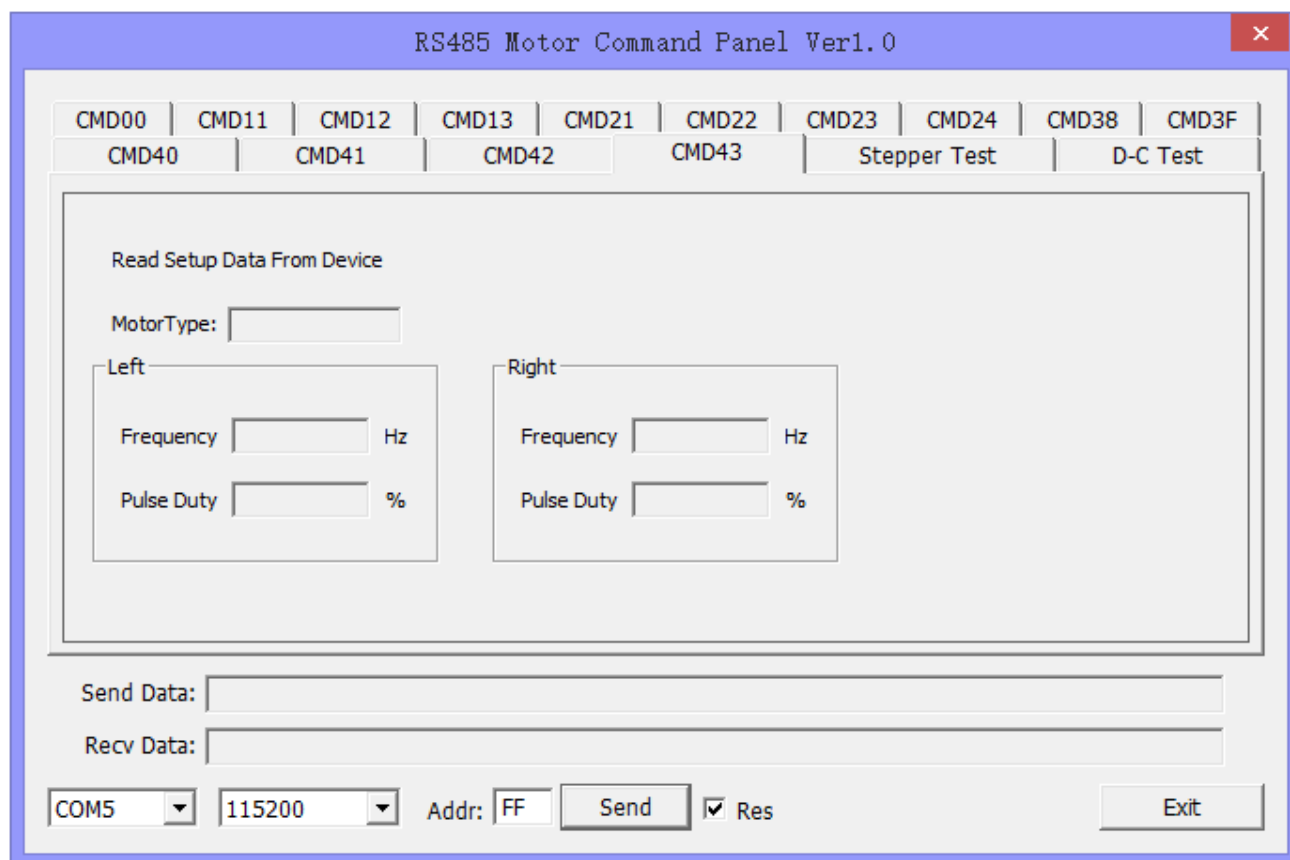 RS485 Motor Command Panel Ver1.0
CMD00 CMD11 CMD12 CMD13 CMD21 CMD22 CMD23 CMD24 CMD38 CMD3F
CMD40 CMD41 CMD42 CMD43 Stepper Test D-C Test
Read Setup Data From Device
MotorType:
Left Right
Frequency Hz Frequency Hz
Pulse Duty % Pulse Duty %
Send Data:
Recv Data:
COM5 115200 Addr: FF Send Res Exit